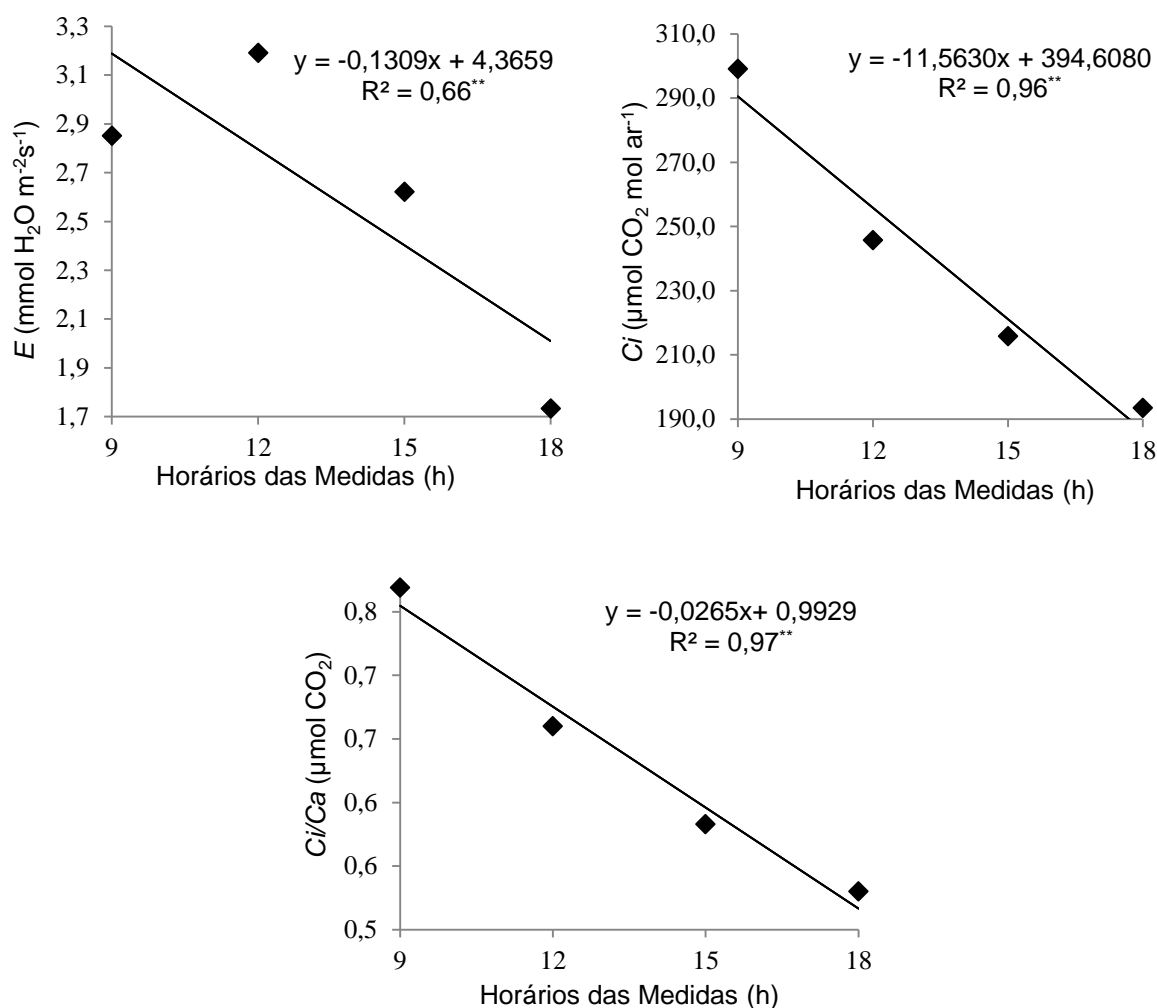 3,3
3,1
2,9
2,7
2,5
2,3
2,1
1,9
1,7
E (mmol H₂O m⁻²s⁻¹)
y = -0,1309x + 4,3659
R² = 0,66**
9 12 15 18
Horários das Medidas (h)
310,0
290,0
270,0
250,0
230,0
210,0
190,0
Ci (µmol CO₂ mol ar⁻¹)
y = -11,5630x + 394,6080
R² = 0,96**
9 12 15 18
Horários das Medidas (h)
0,8
0,7
0,7
0,6
0,6
0,5
Ci/Ca (µmol CO₂)
y = -0,0265x+ 0,9929
R² = 0,97**
9 12 15 18
Horários das Medidas (h)